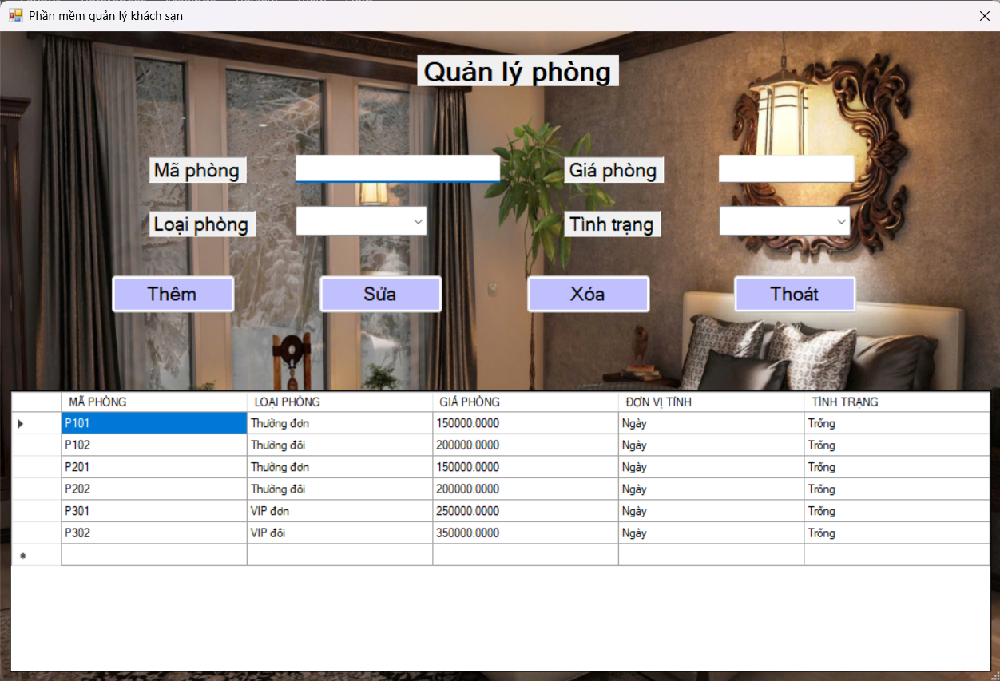 Phần mềm quản lý khách sạn
Quản lý phòng
Mã phòng Giá phòng
Loại phòng Tình trạng
Thêm Sửa Xóa Thoát
MÃ PHÒNG LOẠI PHÒNG GIÁ PHÒNG ĐƠN VỊ TÍNH TÌNH TRẠNG
P101 Thường đơn 150000.0000 Ngày Trống
P102 Thường đôi 200000.0000 Ngày Trống
P201 Thường đơn 150000.0000 Ngày Trống
P202 Thường đôi 200000.0000 Ngày Trống
P301 VIP đơn 250000.0000 Ngày Trống
P302 VIP đôi 350000.0000 Ngày Trống